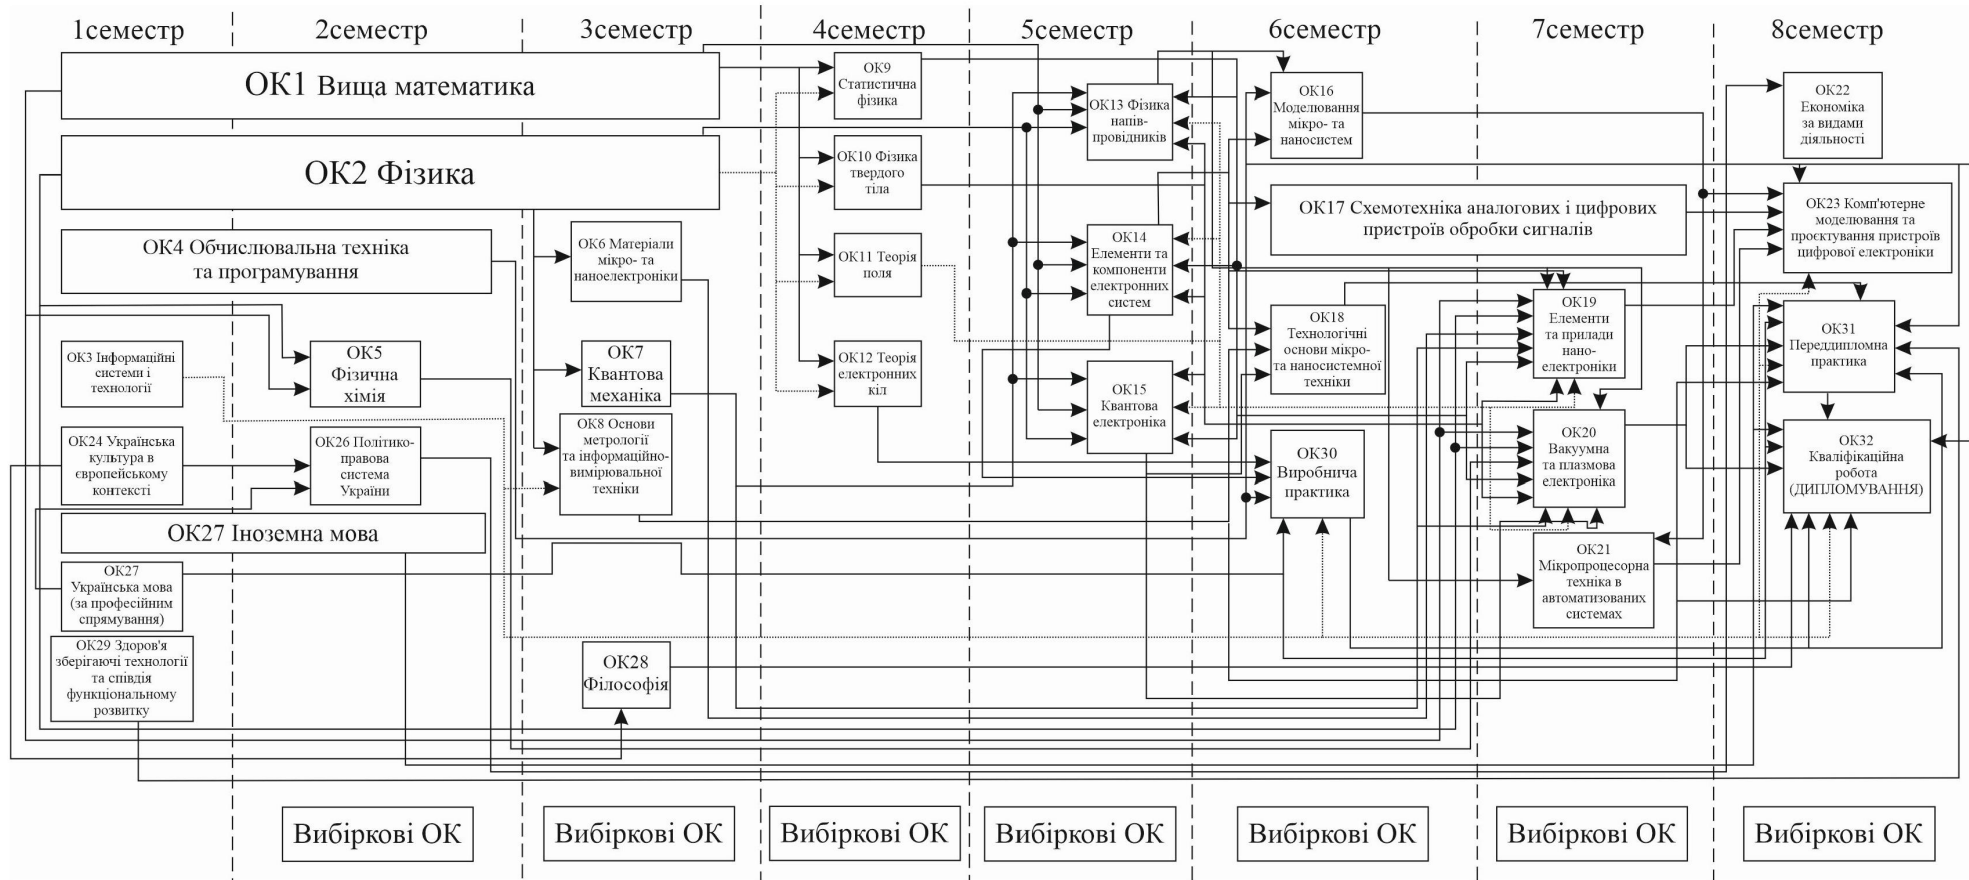 1семестр
2семестр
3семестр
4семестр
5семестр
6семестр
7семестр
8семестр
ОК1 Вища математика
ОК2 Фізика
ОК4 Обчислювальна техніка
та програмування
ОК3 Інформаційні
системи і
технології
ОК24 Українська
культура в
європейському
контексті
ОК27 Іноземна мова
ОК27
Українська мова
(за професійним
спрямування)
ОК29 Здоров'я
зберігаючі технології
та співдія
функціональному
розвитку
ОК5
Фізична
хімія
ОК26 Політико-
правова
система
України
ОК6 Матеріали
мікро- та
наноелектроніки
ОК7
Квантова
механіка
ОК8 Основи
метрології
та інформаційно-
вимірювальної
техніки
ОК28
Філософія
ОК9
Статистична
фізика
ОК10 Фізика
твердого
тіла
ОК11 Теорія
поля
ОК12 Теорія
електронних
кіл
ОК13 Фізика
напів-
провідників
ОК14
Елементи та
компоненти
електронних
систем
ОК15
Квантова
електроніка
ОК16
Моделювання
мікро- та
наносистем
ОК17 Схемотехніка аналогових і цифрових
пристроїв обробки сигналів
ОК18
Технологічні
основи мікро-
та наносистемної
техніки
ОК30
Виробнича
практика
ОК19
Елементи
та прилади
нано-
електроніки
ОК20
Вакуумна
та плазмова
електроніка
ОК21
Мікропроцесорна
техніка в
автоматизованих
системах
ОК22
Економіка
за видами
діяльності
ОК23 Комп'ютерне
моделювання та
проєктування пристроїв
цифрової електроніки
ОК31
Переддипломна
практика
ОК32
Кваліфікаційна
робота
(ДИПЛОМУВАННЯ)
Вибіркові ОК
Вибіркові ОК
Вибіркові ОК
Вибіркові ОК
Вибіркові ОК
Вибіркові ОК
Вибіркові ОК